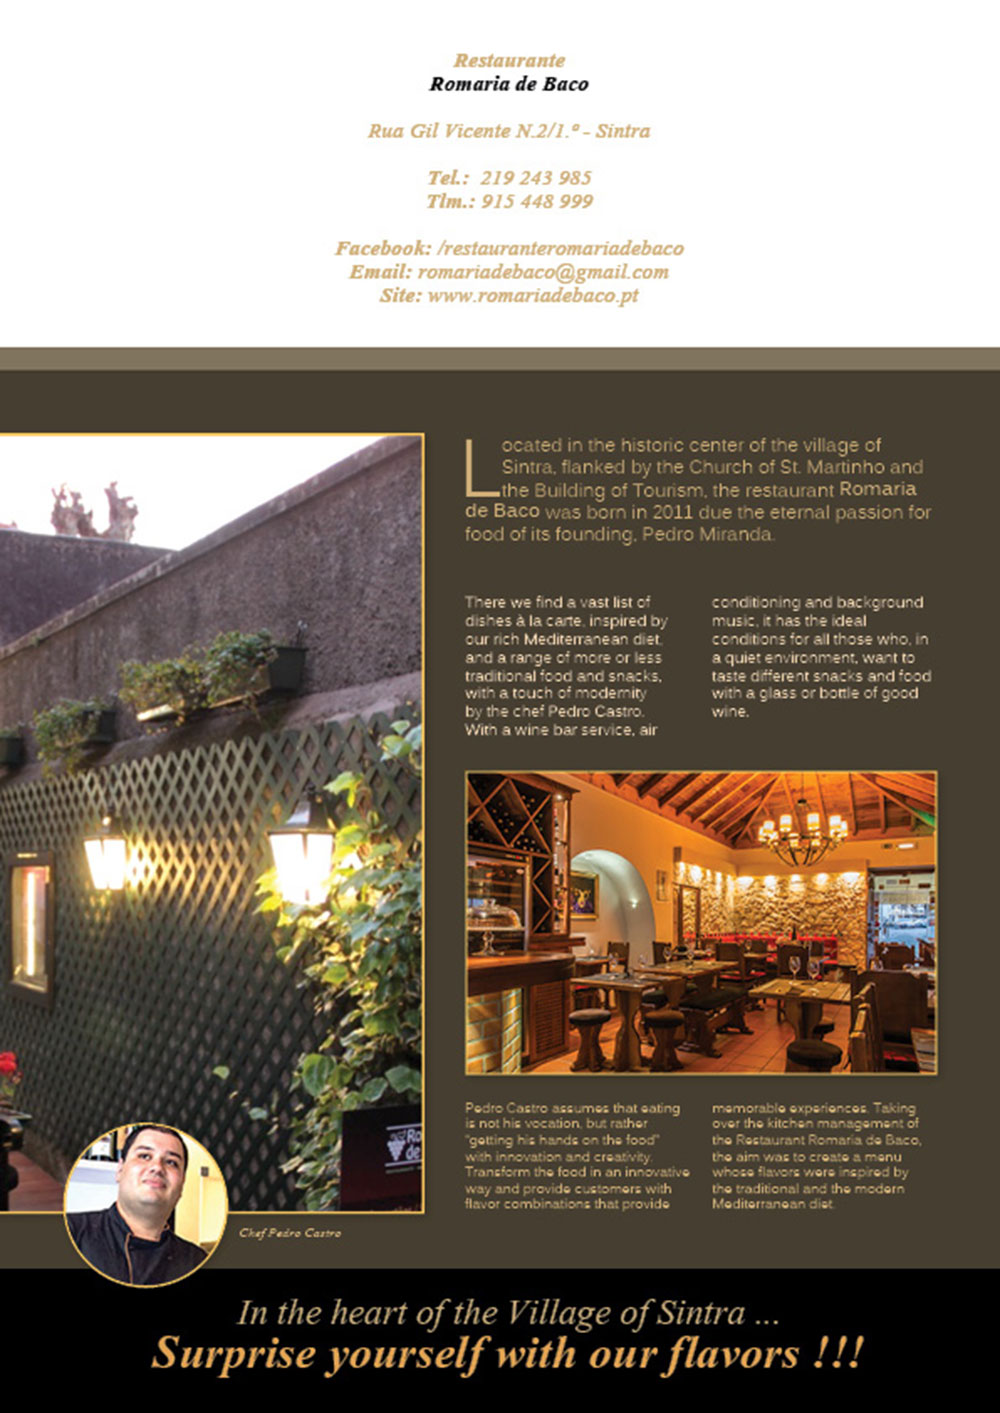 Restaurante
Romaria de Baco
Rua Gil Vicente N.2/1.º - Sintra
Tel.: 219 243 985
Tlm.: 915 448 999
Facebook: /restauranteromariadebaco
Email: romariadebaco@gmail.com
Site: www.romariadebaco.pt
Located in the historic center of the village of
Sintra, flanked by the Church of St. Martinho and
the Building of Tourism, the restaurant Romaria
de Baco was born in 2011 due the eternal passion for
food of its founding, Pedro Miranda.
There we find a vast list of
dishes à la carte, inspired by
our rich Mediterranean diet,
and a range of more or less
traditional food and snacks,
with a touch of modernity
by the chef Pedro Castro.
With a wine bar service, air
conditioning and background
music, it has the ideal
conditions for all those who, in
a quiet environment, want to
taste different snacks and food
with a glass or bottle of good
wine.
Pedro Castro assumes that eating
is not his vocation, but rather
"getting his hands on the food"
with innovation and creativity.
Transform the food in an innovative
way and provide customers with
flavor combinations that provide
memorable experiences. Taking
over the kitchen management of
the Restaurant Romaria de Baco,
the aim was to create a menu
whose flavors were inspired by
the traditional and the modern
Mediterranean diet.
Ro
de
Chef Pedro Castro
In the heart of the Village of Sintra ...
Surprise yourself with our flavors !!!